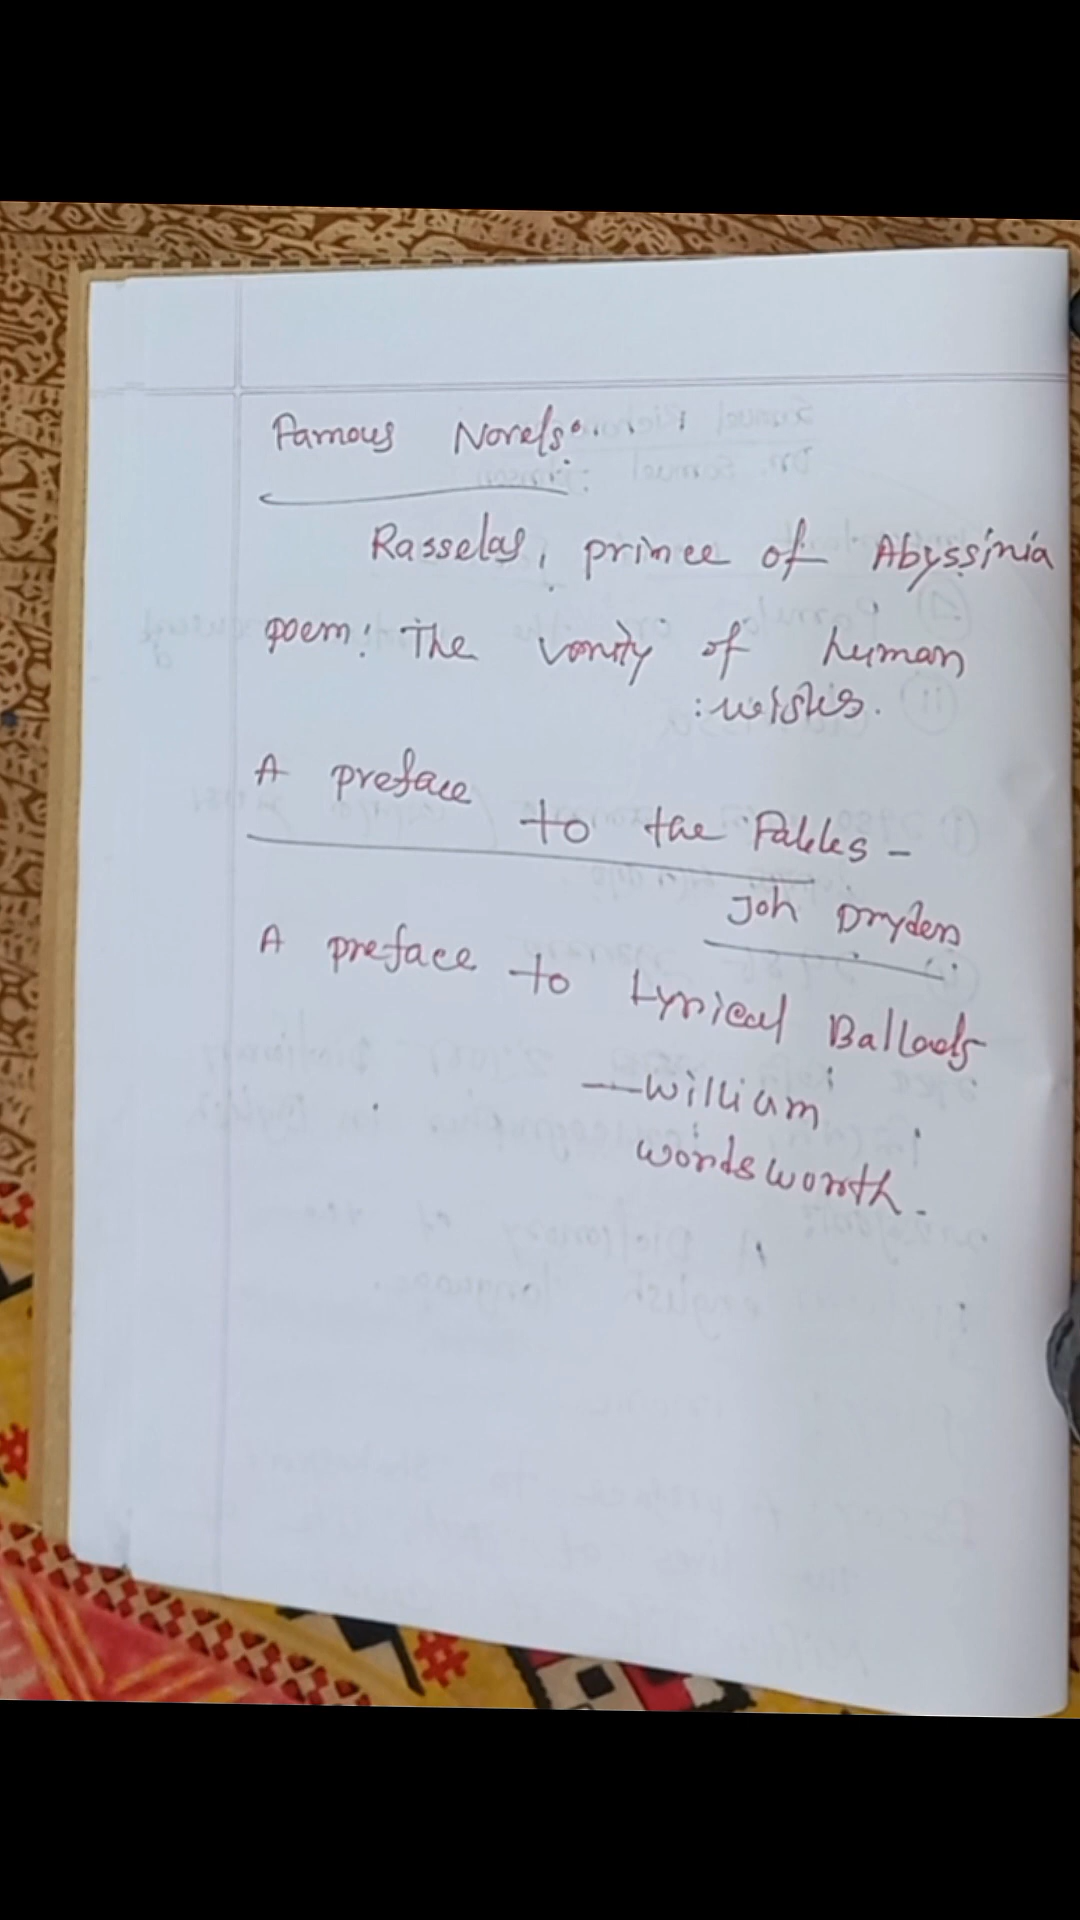 Famous Novels:
Rasselas, prince of Abyssinia
poem: The vanity of human
wishes.
A preface
to the Fables -
Joh Dryden
A preface to Lyrical Ballads
— William
wordsworth.